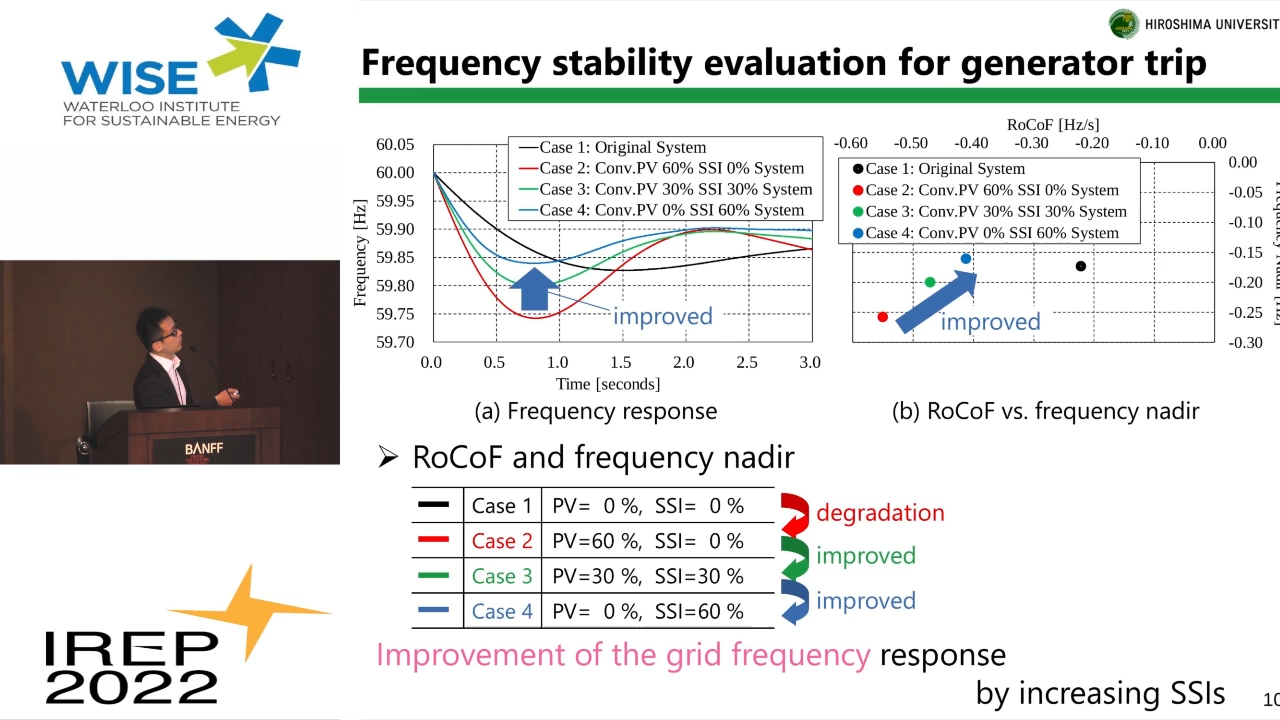 WISE
WATERLOO INSTITUTE
FOR SUSTAINABLE ENERGY
BANFF
IREP
2022
HIROSHIMA UNIVERSIT
Frequency stability evaluation for generator trip
60.05
60.00
59.95
59.90
59.85
59.80
59.75
59.70
Frequency [Hz]
Case 1: Original System
Case 2: Conv.PV 60% SSI 0% System
Case 3: Conv.PV 30% SSI 30% System
Case 4: Conv.PV 0% SSI 60% System
improved
0.0 0.5 1.0 1.5 2.0 2.5 3.0
Time [seconds]
(a) Frequency response
RoCoF [Hz/s]
-0.60 -0.50 -0.40 -0.30 -0.20 -0.10 0.00
Case 1: Original System
Case 2: Conv.PV 60% SSI 0% System
Case 3: Conv.PV 30% SSI 30% System
Case 4: Conv.PV 0% SSI 60% System
improved
0.00
-0.05
-0.10
-0.15
-0.20
-0.25
-0.30
(b) RoCoF vs. frequency nadir
➢ RoCoF and frequency nadir
Case 1 PV= 0 %, SSI= 0 %
Case 2 PV=60 %, SSI= 0 %
Case 3 PV=30 %, SSI=30 %
Case 4 PV= 0 %, SSI=60 %
degradation
improved
improved
Improvement of the grid frequency response
by increasing SSIs
10